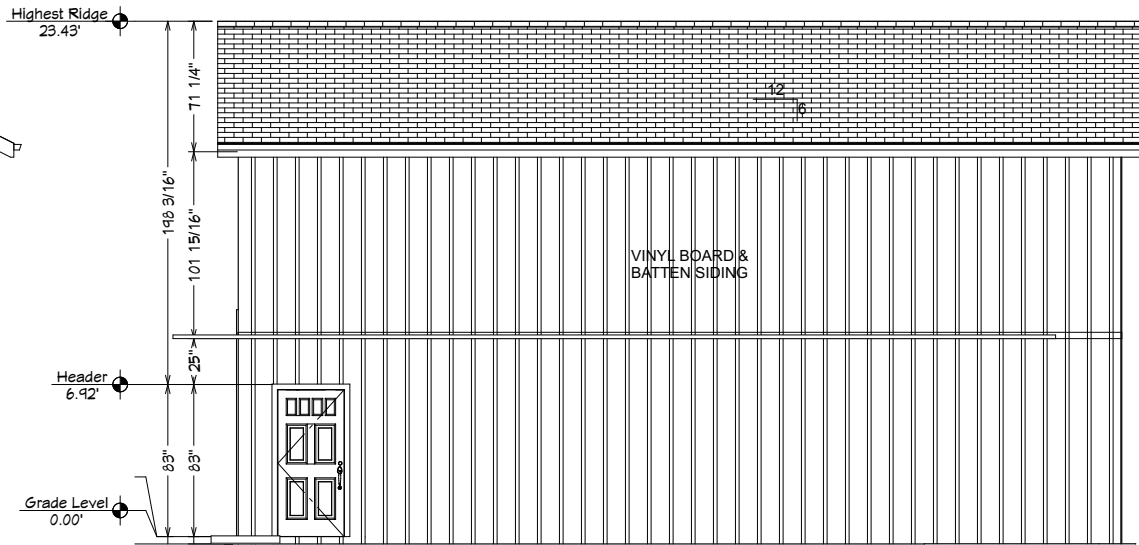 Highest Ridge
23.43'
71 1/4"
12
6
198 3/16"
101 15/16"
VINYL BOARD &
BATTEN SIDING
25"
Header
6.92'
83"
83"
Grade Level
0.00'